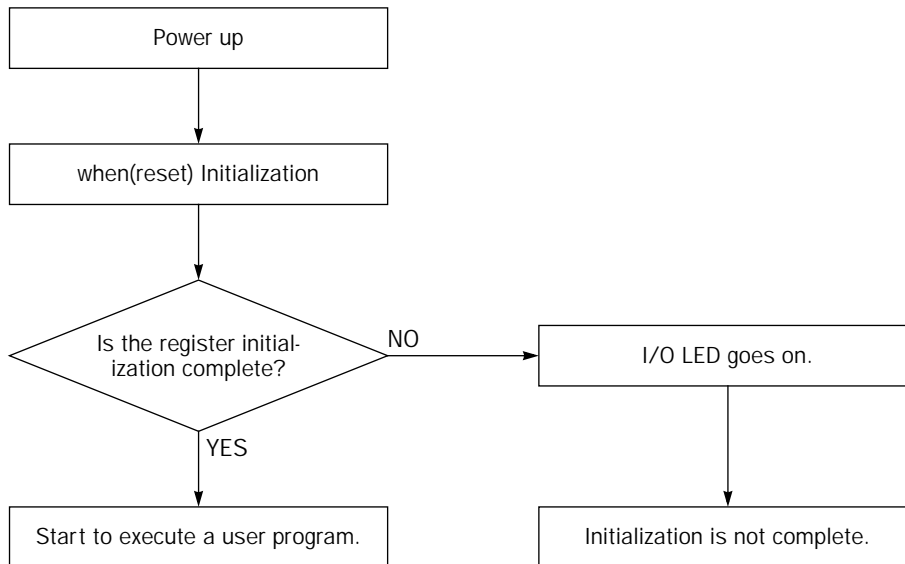 Power up
when(reset) Initialization
Is the register initial-
ization complete?
NO
I/O LED goes on.
YES
Start to execute a user program.
Initialization is not complete.